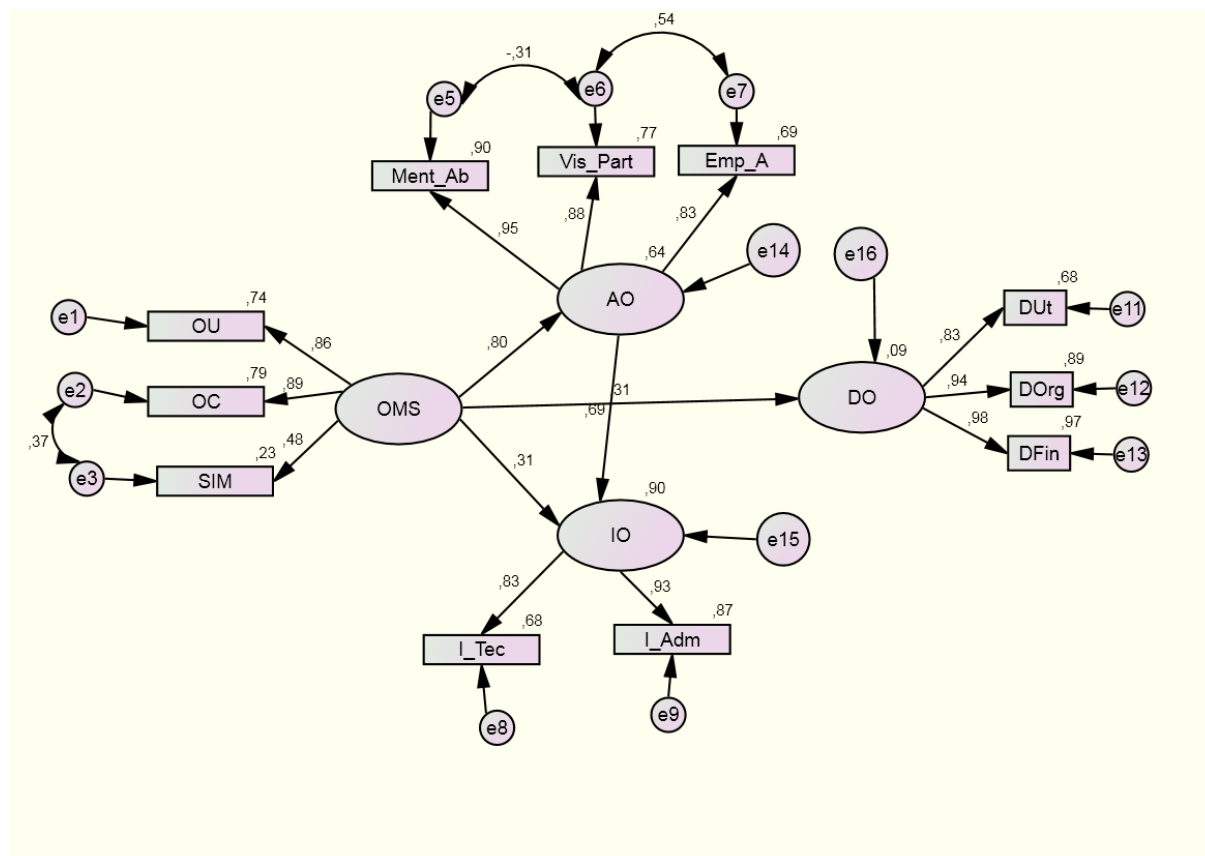 ,54
-,31
e5
e6
e7
,90
,77
,69
Ment_Ab
Vis_Part
Emp_A
,95
,88
,83
,64
e14
e16
AO
e1
,74
OU
,86
,80
,68
DUt
e11
,83
,09
e2
,79
OC
,89
OMS
,31
,69
DO
,94
,89
DOrg
e12
,37
,48
,23
e3
SIM
,98
,97
DFin
e13
,31
,90
IO
e15
,83
,93
,68
I_Tec
,87
I_Adm
e8
e9